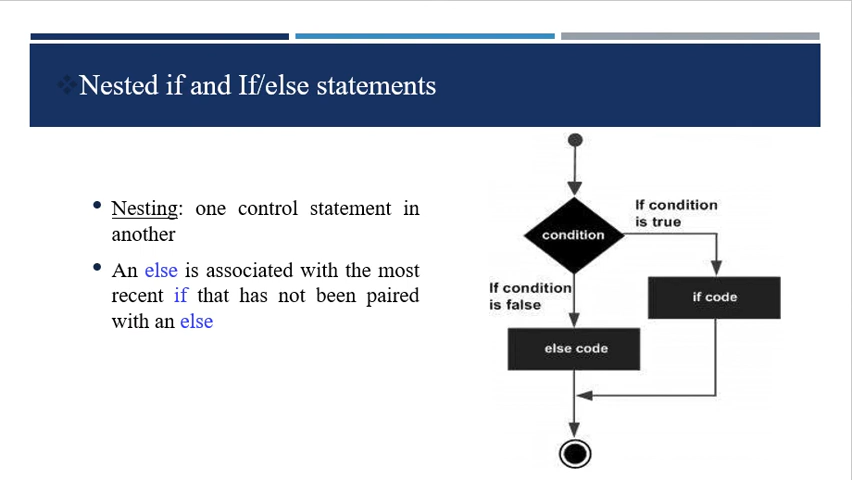 Nested if and If/else statements
• Nesting: one control statement in
another
• An else is associated with the most
recent if that has not been paired
with an else
If condition
is true
condition
If condition
is false
if code
else code